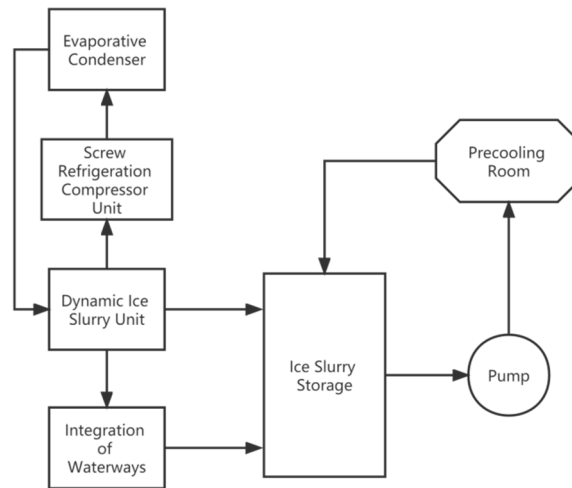 Evaporative
Condenser
Screw
Refrigeration
Compressor
Unit
Precooling
Room
Dynamic Ice
Slurry Unit
Ice Slurry
Storage
Pump
Integration
of
Waterways